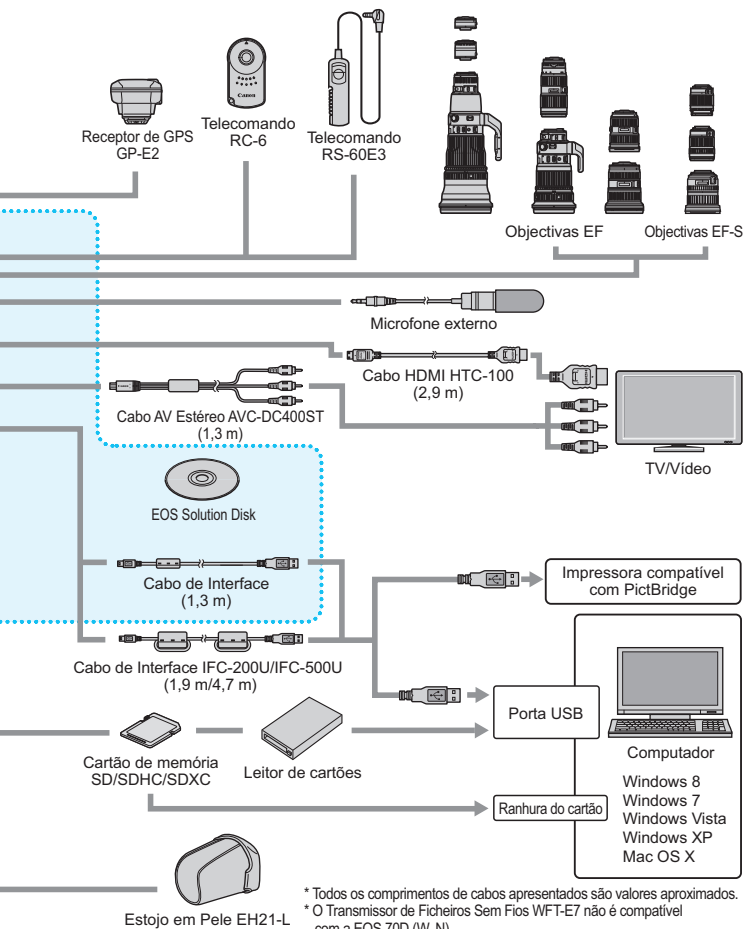 Receptor de GPS
GP-E2
Canon
Telecomando
RC-6
Telecomando
RS-60E3
Objectivas EF
Objectivas EF-S
Microfone externo
Cabo HDMI HTC-100
(2,9 m)
Cabo AV Estéreo AVC-DC400ST
(1,3 m)
TV/Vídeo
EOS Solution Disk
Cabo de Interface
(1,3 m)
Impressora compatível
com PictBridge
Cabo de Interface IFC-200U/IFC-500U
(1,9 m/4,7 m)
Porta USB
Computador
Cartão de memória
SD/SDHC/SDXC
Leitor de cartões
Ranhura do cartão
Windows 8
Windows 7
Windows Vista
Windows XP
Mac OS X
Estojo em Pele EH21-L
* Todos os comprimentos de cabos apresentados são valores aproximados.
* O Transmissor de Ficheiros Sem Fios WFT-E7 não é compatível
com a EOS 70D (W, N)